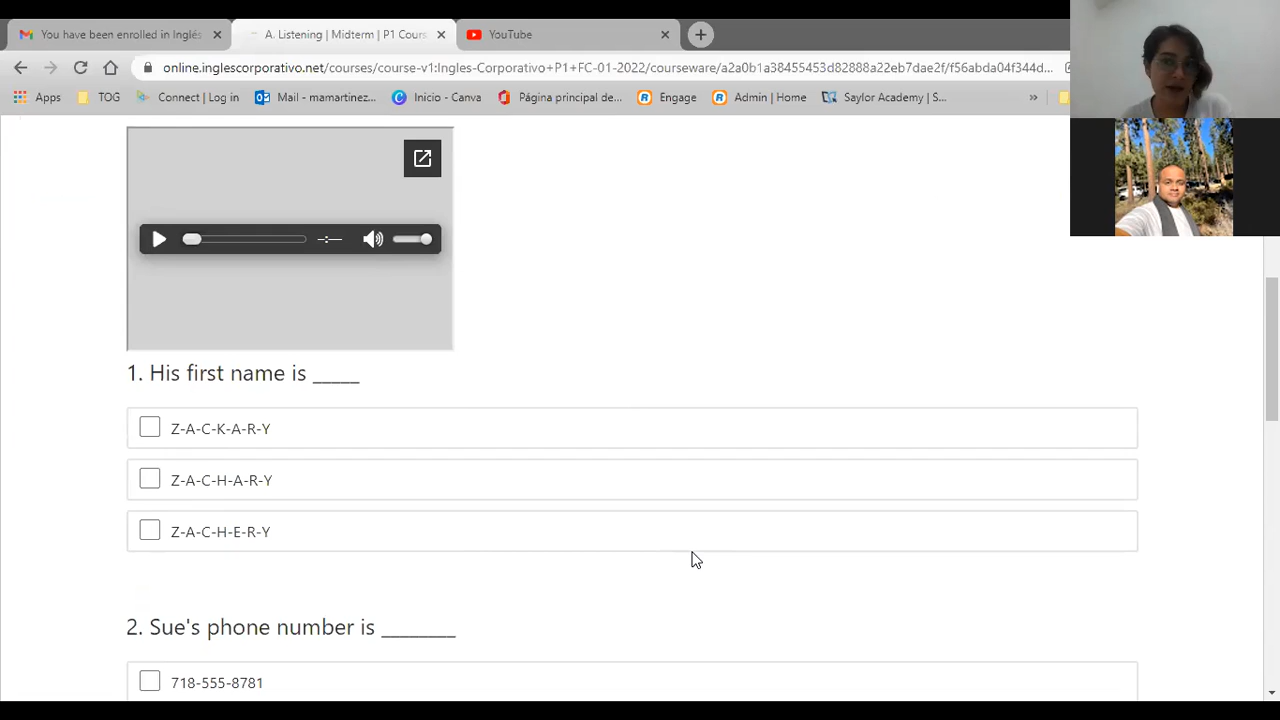 You have been enrolled in Inglés
A. Listening | Midterm | P1 Cours
YouTube
online.inglescorporativo.net/courses/course-v1:Ingles-Corporativo+P1+FC-01-2022/courseware/a2a0b1a38455453d82888a22eb7dae2f/f56abda04f344d...
Apps
TOG
Connect | Log in
Mail - mamartinez...
Inicio - Canva
Página principal de...
Engage
Admin | Home
Saylor Academy | S...
»
-:--
1. His first name is _____
Z-A-C-K-A-R-Y
Z-A-C-H-A-R-Y
Z-A-C-H-E-R-Y
2. Sue's phone number is ________
718-555-8781